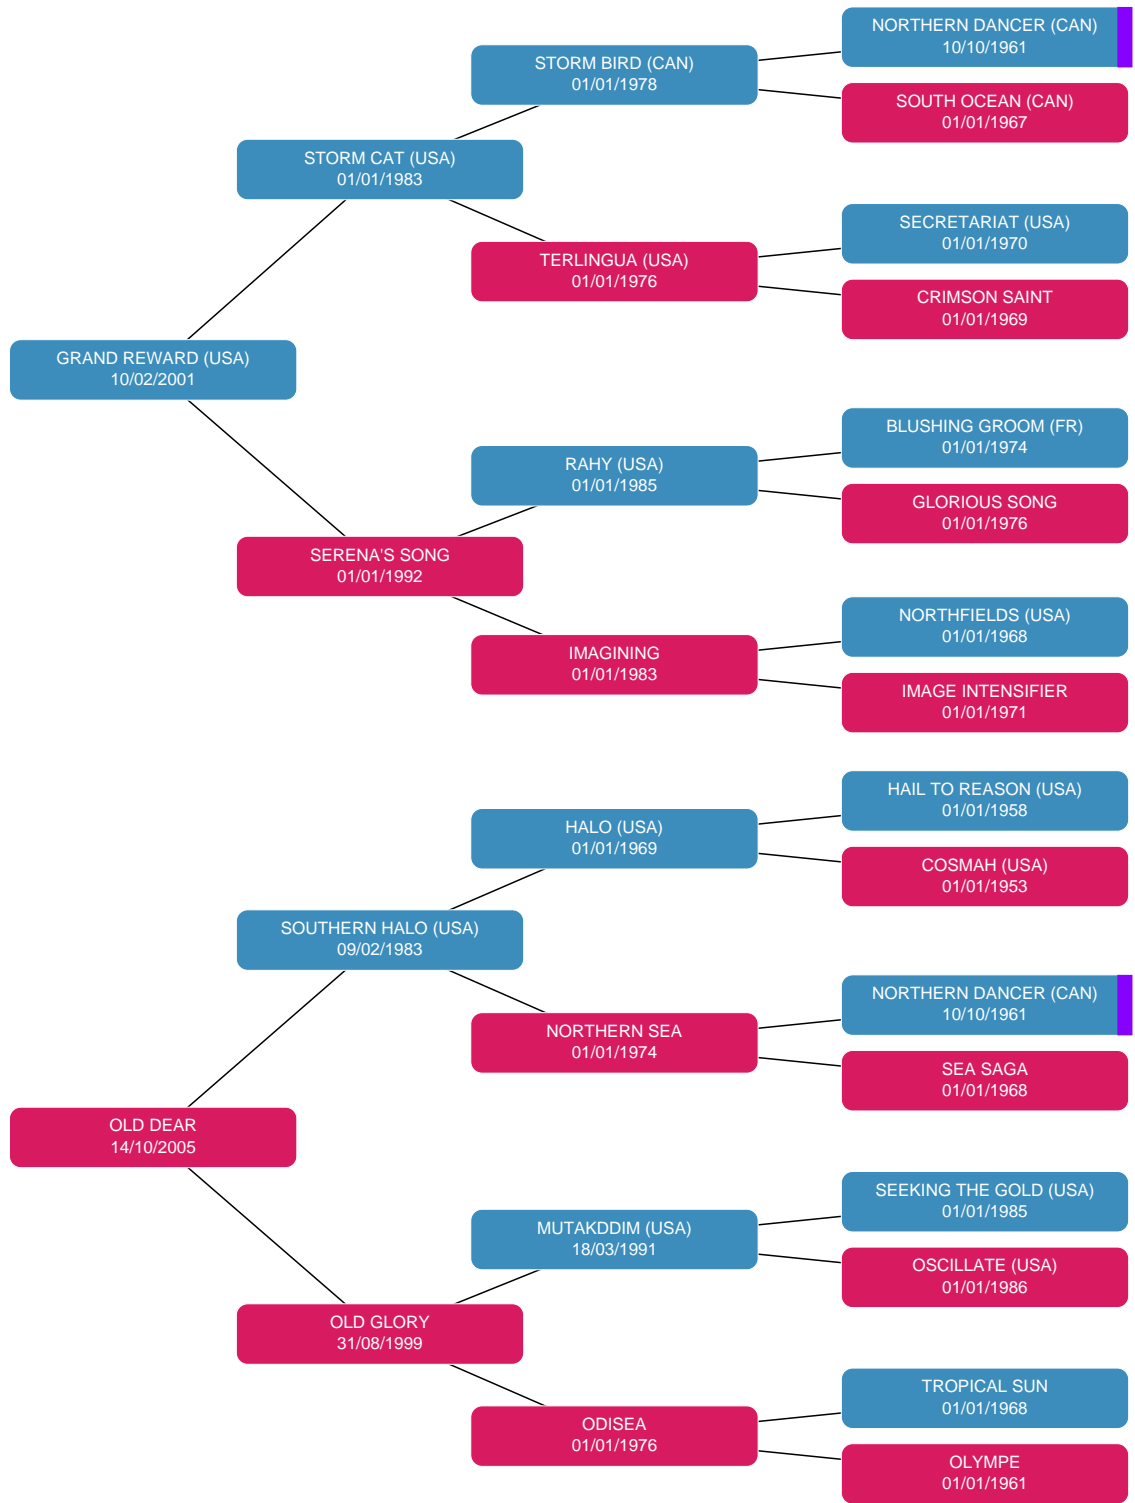 NORTHERN DANCER (CAN)
10/10/1961
STORM BIRD (CAN)
01/01/1978
SOUTH OCEAN (CAN)
01/01/1967
STORM CAT (USA)
01/01/1983
SECRETARIAT (USA)
01/01/1970
TERLINGUA (USA)
01/01/1976
CRIMSON SAINT
01/01/1969
GRAND REWARD (USA)
10/02/2001
BLUSHING GROOM (FR)
01/01/1974
RAHY (USA)
01/01/1985
GLORIOUS SONG
01/01/1976
SERENA'S SONG
01/01/1992
NORTHFIELDS (USA)
01/01/1968
IMAGINING
01/01/1983
IMAGE INTENSIFIER
01/01/1971
HAIL TO REASON (USA)
01/01/1958
HALO (USA)
01/01/1969
COSMAH (USA)
01/01/1953
SOUTHERN HALO (USA)
09/02/1983
NORTHERN DANCER (CAN)
10/10/1961
NORTHERN SEA
01/01/1974
SEA SAGA
01/01/1968
OLD DEAR
14/10/2005
SEEKING THE GOLD (USA)
01/01/1985
MUTAKDDIM (USA)
18/03/1991
OSCILLATE (USA)
01/01/1986
OLD GLORY
31/08/1999
TROPICAL SUN
01/01/1968
ODISEA
01/01/1976
OLYMPE
01/01/1961